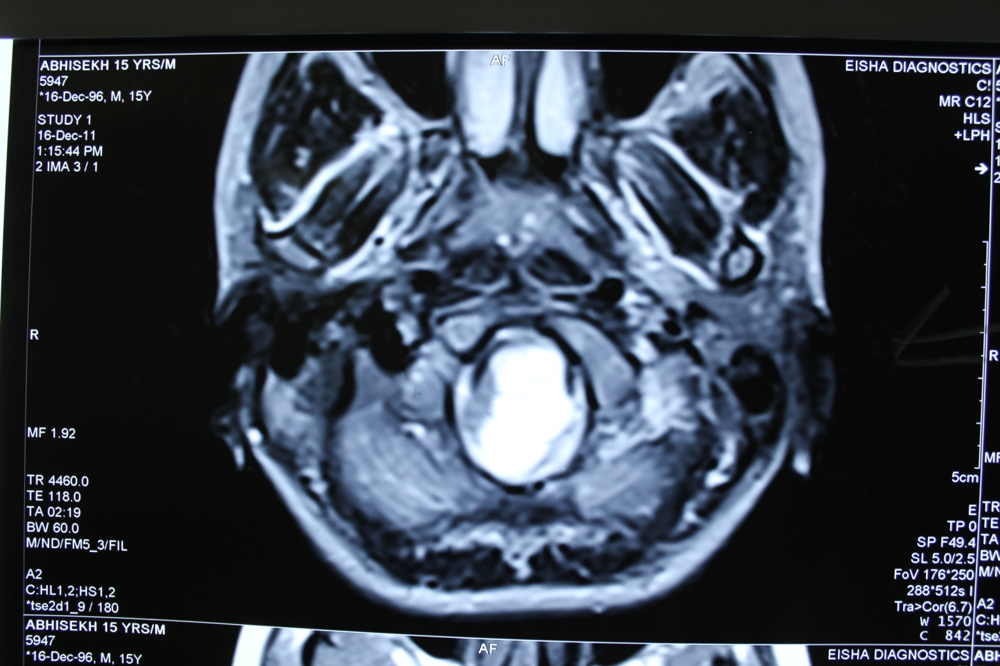 AF
ABHISEKH 15 YRS/M
5947
*16-Dec-96, M, 15Y
STUDY 1
16-Dec-11
1:15:44 PM
2 IMA 3 / 1
EISHA DIAGNOSTICS
MR C12
HLS
+LPH
R
R
MF 1.92
TR 4460.0
TE 118.0
TA 02:19
BW 60.0
M/ND/FM5_3/FIL
A2
C:HL1,2;HS1,2
*tse2d1_9 / 180
5cm
E
TP 0
SP F49.4
SL 5.0/2.5
FoV 176*250
288*512s I
Tra>Cor(6.7)
W 1570
C 842
TR
TE
TA
A2
ABHISEKH 15 YRS/M
5947
*16-Dec-96, M, 15Y
AF
EISHA DIAGNOSTICS